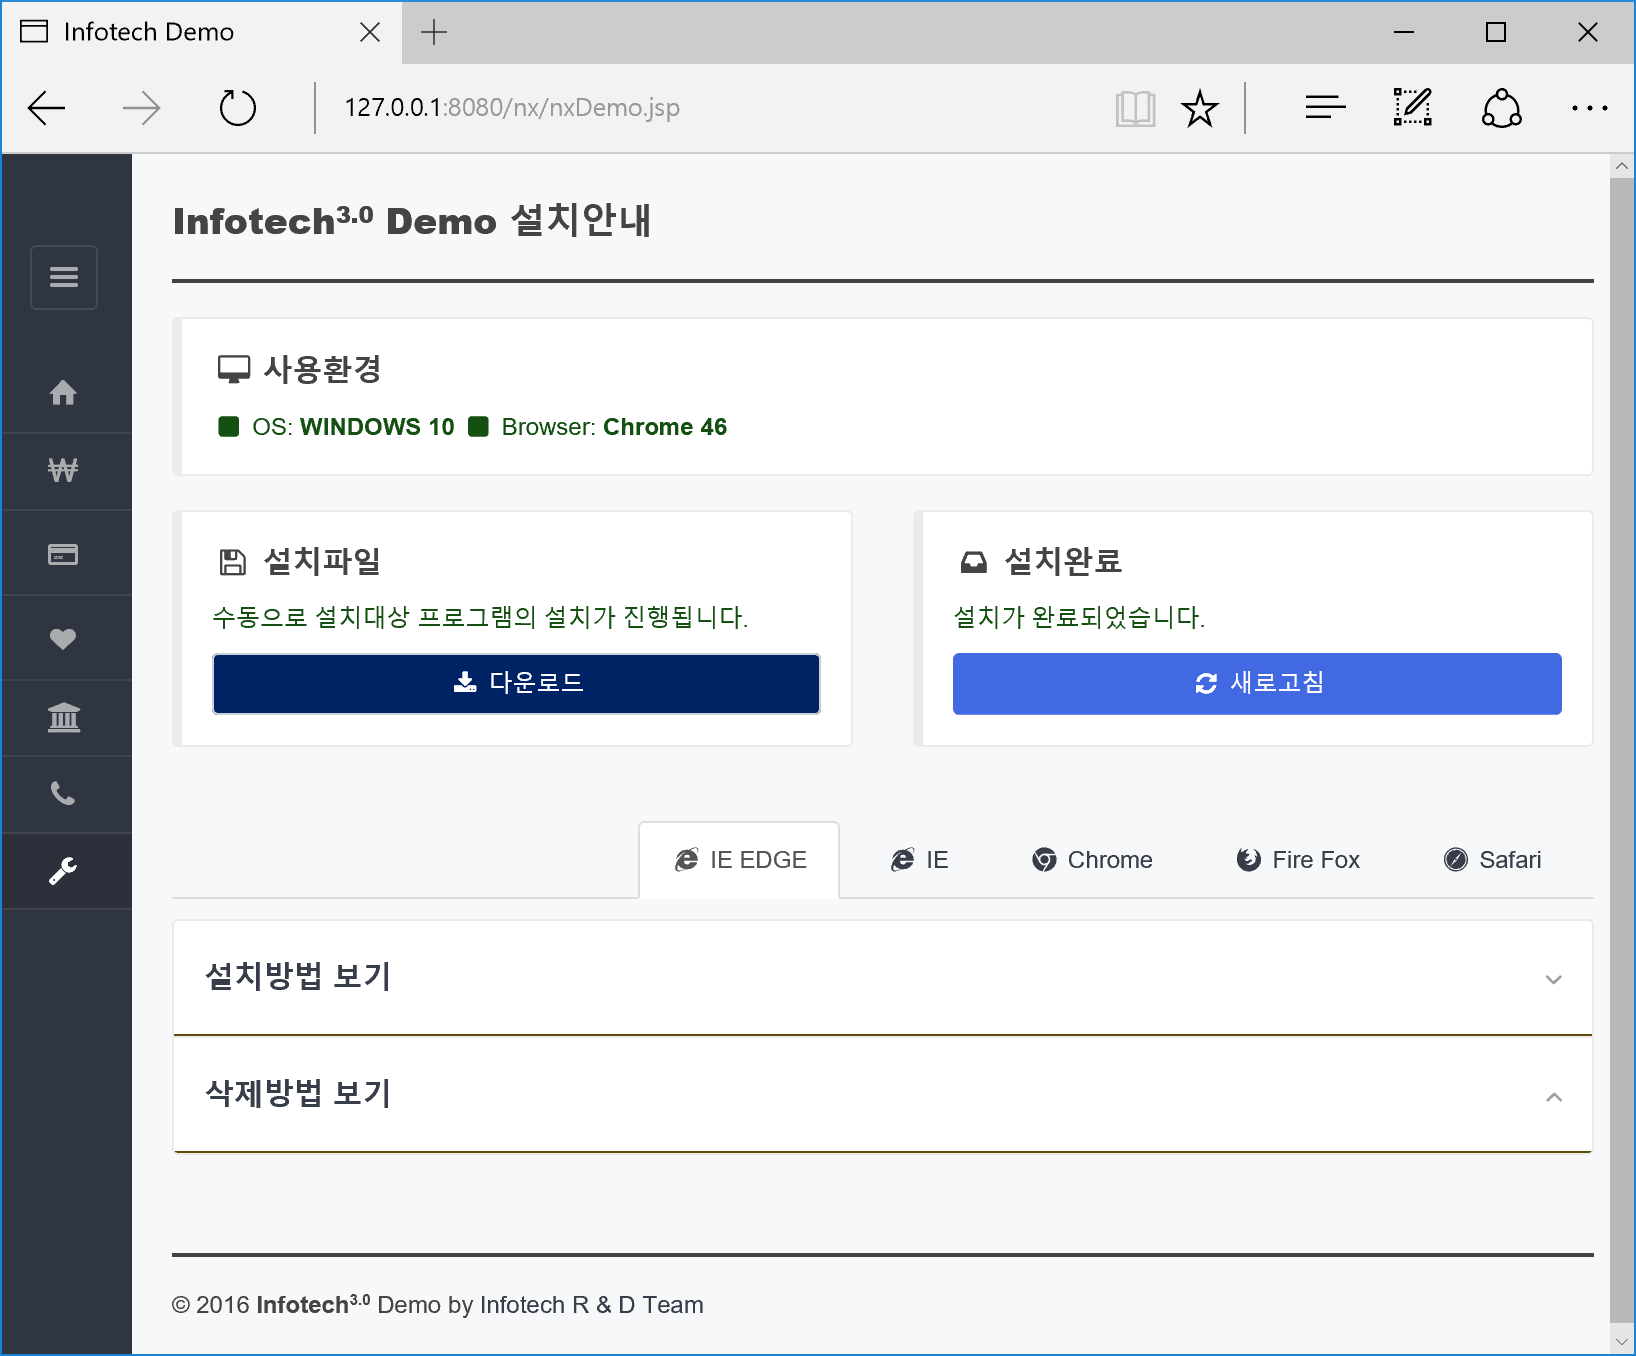 Infotech Demo
127.0.0.1:8080/nx/nxDemo.jsp
Infotech3.0 Demo 설치안내
사용환경
OS: WINDOWS 10 Browser: Chrome 46
설치파일
수동으로 설치대상 프로그램의 설치가 진행됩니다.
다운로드
설치완료
설치가 완료되었습니다.
새로고침
IE EDGE IE Chrome Fire Fox Safari
설치방법 보기
삭제방법 보기
© 2016 Infotech3.0 Demo by Infotech R & D Team